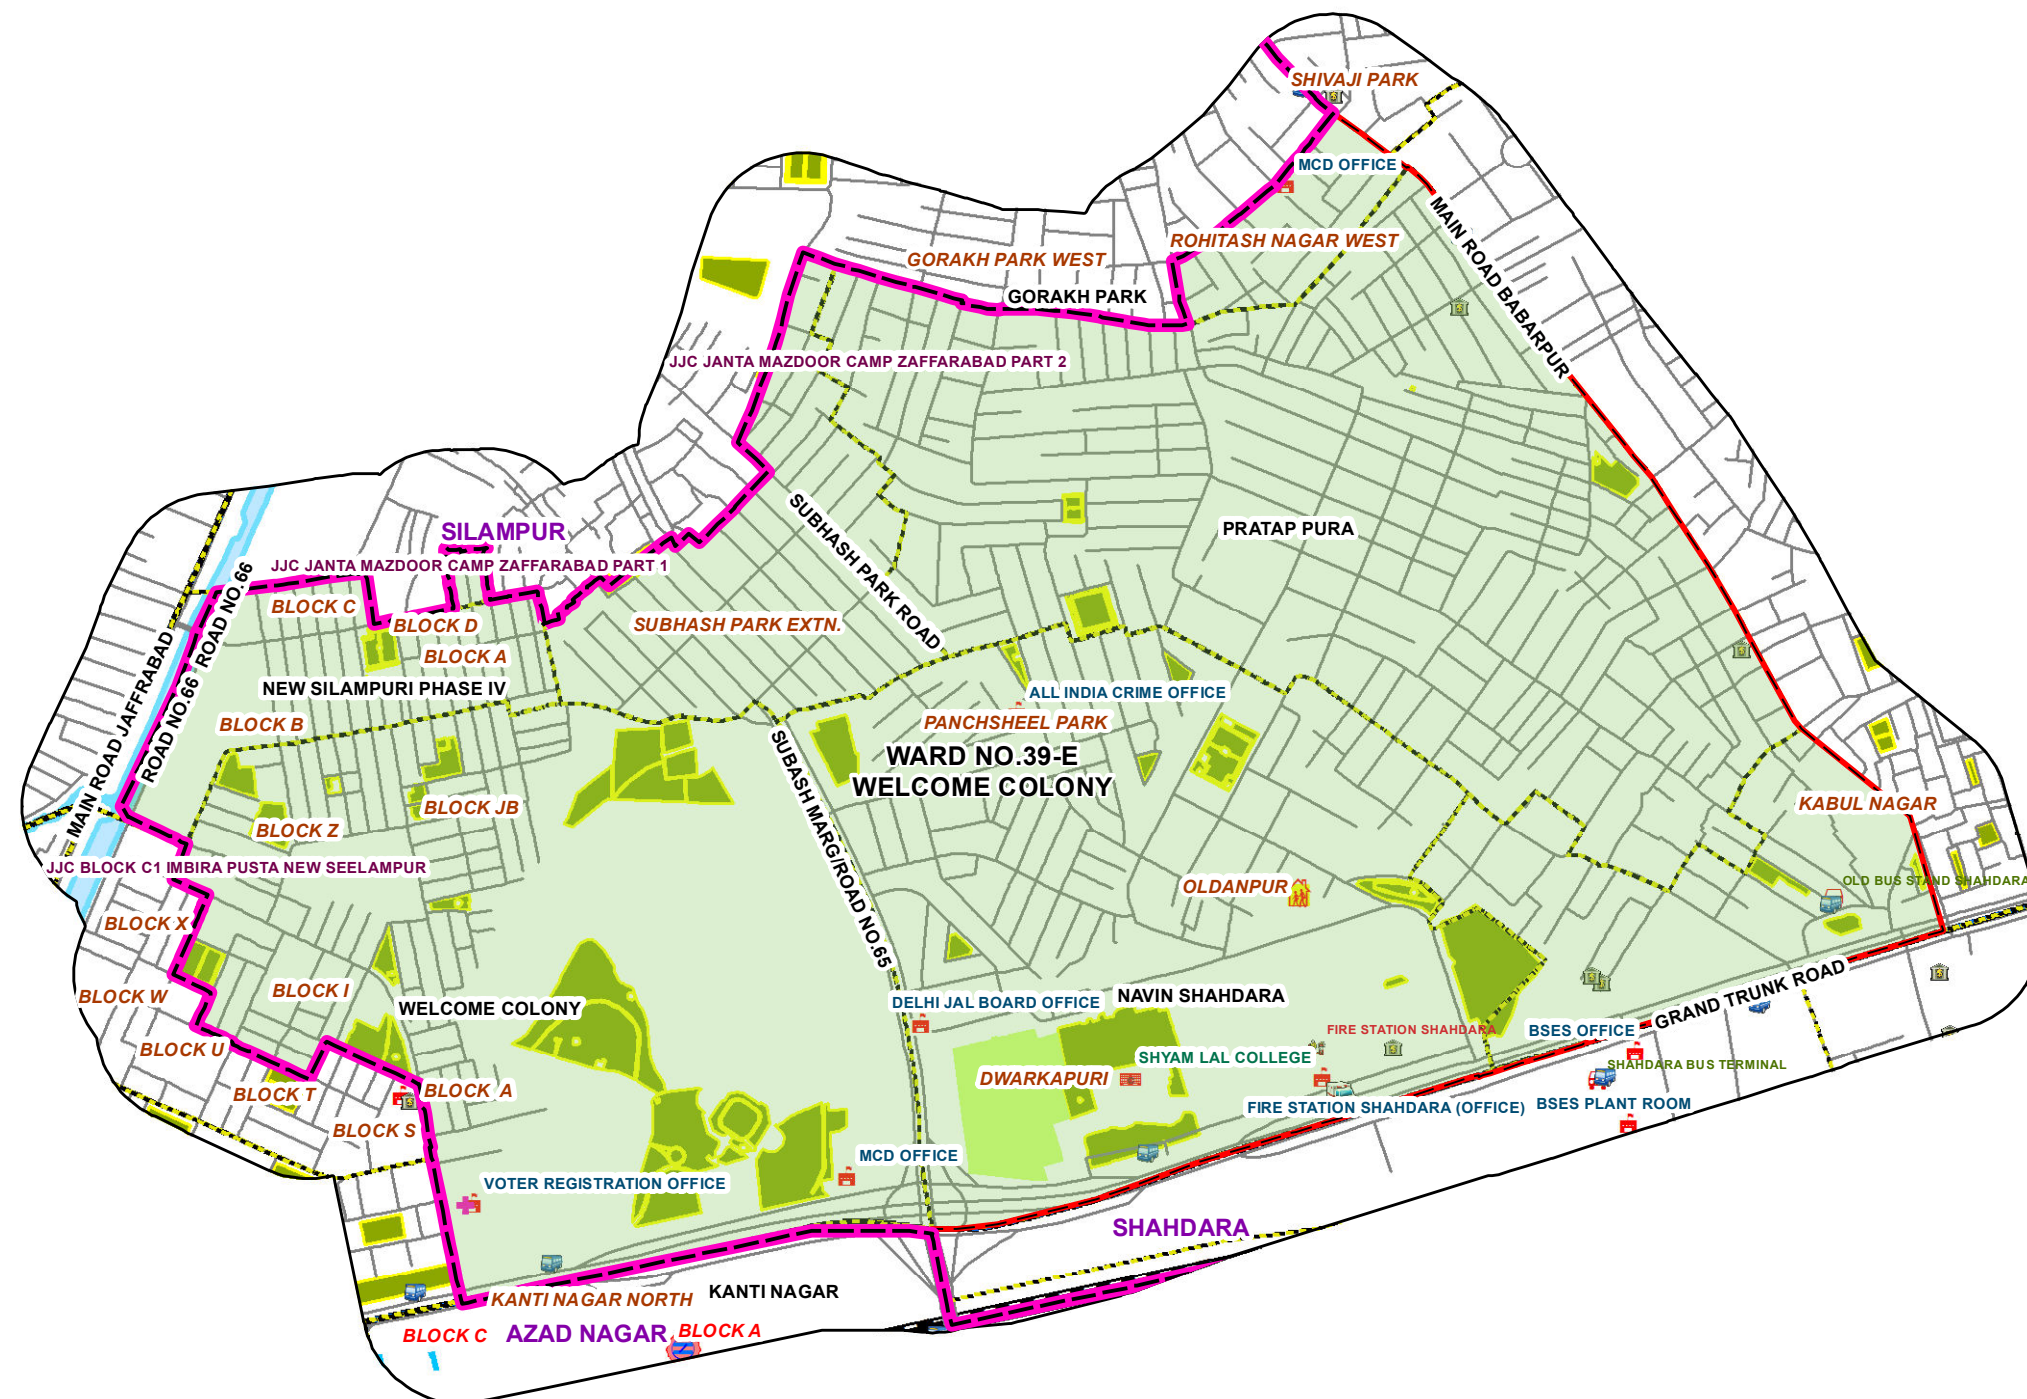 SHIVAJI PARK
MCD OFFICE
MAIN ROAD BABARPUR
ROHITASH NAGAR WEST
GORAKH PARK WEST
GORAKH PARK
JJC JANTA MAZDOOR CAMP ZAFFARABAD PART 2
SUBHASH PARK ROAD
PRATAP PURA
SILAMPUR
JJC JANTA MAZDOOR CAMP ZAFFARABAD PART 1
ROAD NO.66
ROAD NO.66
MAIN ROAD JAFFRABAD
BLOCK C
BLOCK D
SUBHASH PARK EXTN.
BLOCK A
NEW SILAMPURI PHASE IV
BLOCK B
ALL INDIA CRIME OFFICE
PANCHSHEEL PARK
WARD NO.39-E
WELCOME COLONY
SUBASH MARG/ROAD NO.65
KABUL NAGAR
BLOCK JB
BLOCK Z
JJC BLOCK C1 IMBIRA PUSTA NEW SEELAMPUR
OLD BUS STAND SHAHDARA
OLDANPUR
BLOCK X
BLOCK W
BLOCK I
WELCOME COLONY
DELHI JAL BOARD OFFICE
NAVIN SHAHDARA
GRAND TRUNK ROAD
FIRE STATION SHAHDARA
BSES OFFICE
BLOCK U
SHYAM LAL COLLEGE
SHAHDARA BUS TERMINAL
DWARKAPURI
BLOCK T
BLOCK A
FIRE STATION SHAHDARA (OFFICE)
BSES PLANT ROOM
BLOCK S
MCD OFFICE
VOTER REGISTRATION OFFICE
SHAHDARA
KANTI NAGAR NORTH
KANTI NAGAR
BLOCK C
AZAD NAGAR
BLOCK A